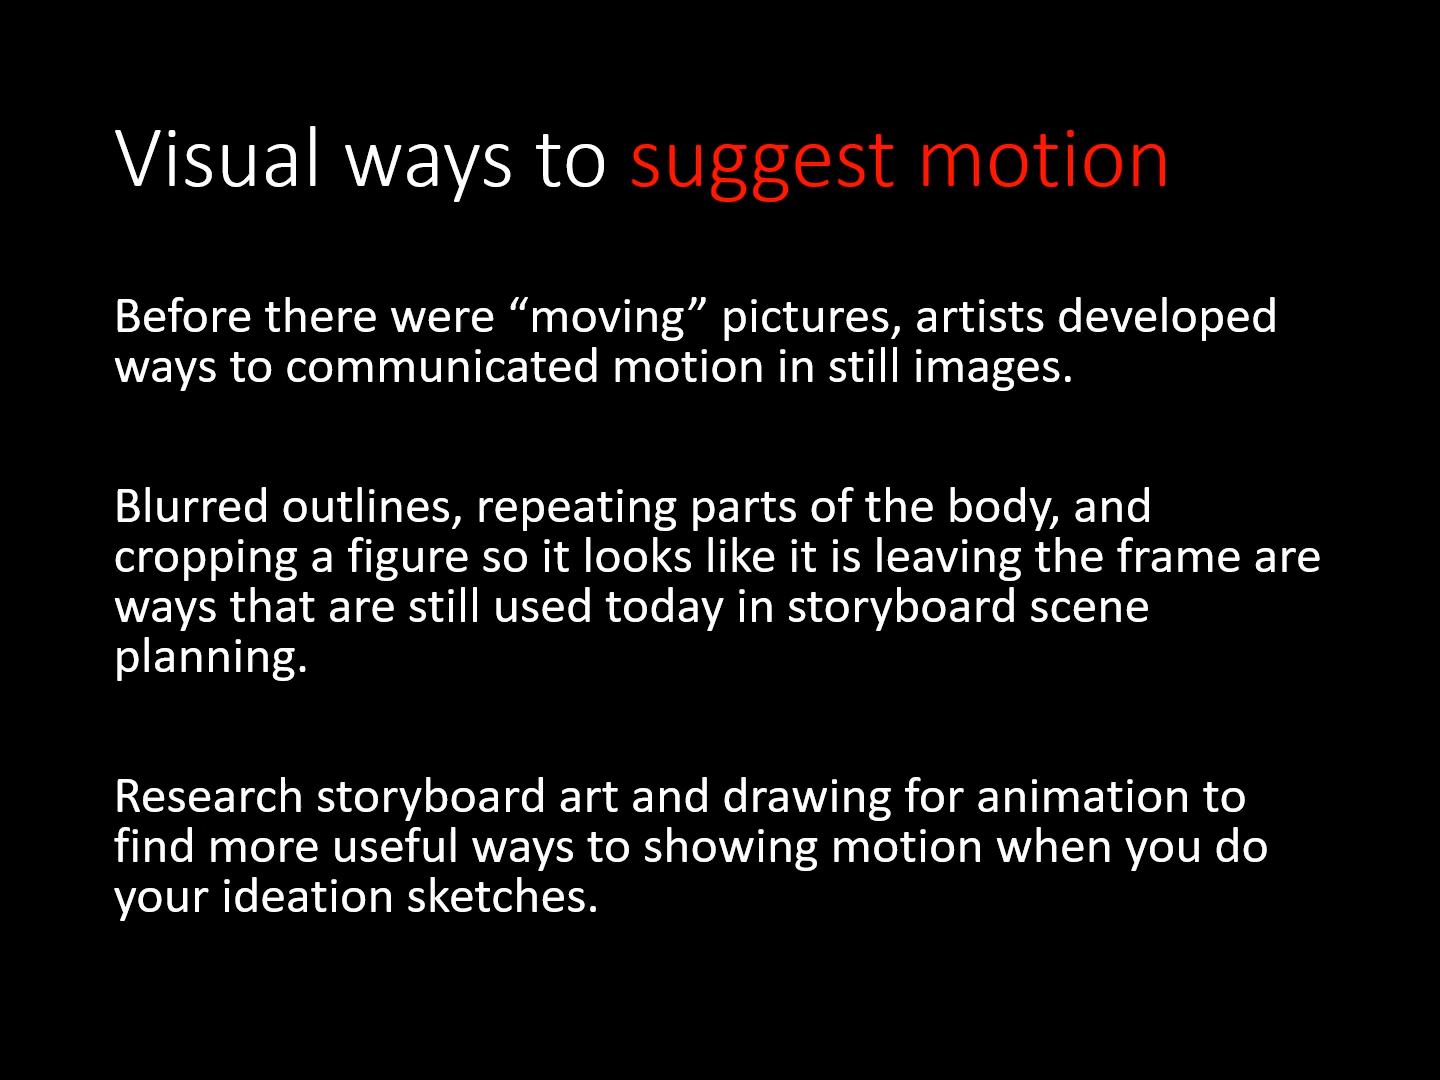 Visual ways to suggest motion
Before there were “moving” pictures, artists developed
ways to communicated motion in still images.
Blurred outlines, repeating parts of the body, and
cropping a figure so it looks like it is leaving the frame are
ways that are still used today in storyboard scene
planning.
Research storyboard art and drawing for animation to
find more useful ways to showing motion when you do
your ideation sketches.